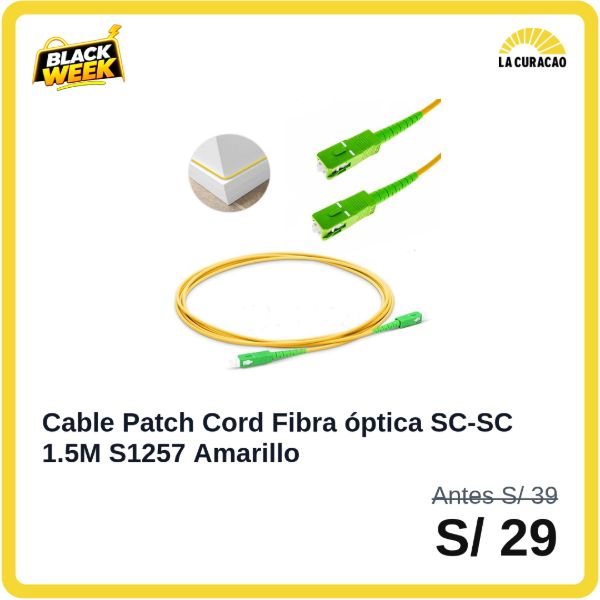 BLACK
WEEK
LA CURACAO
Cable Patch Cord Fibra óptica SC-SC
1.5M S1257 Amarillo
Antes S/ 39
S/ 29